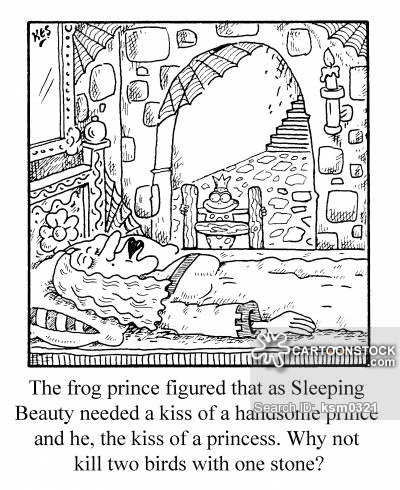 KES
CARTOONSTOCK
.com
The frog prince figured that as Sleeping
Beauty needed a kiss of a handsome prince
Search ID: ksm0321
and he, the kiss of a princess. Why not
kill two birds with one stone?